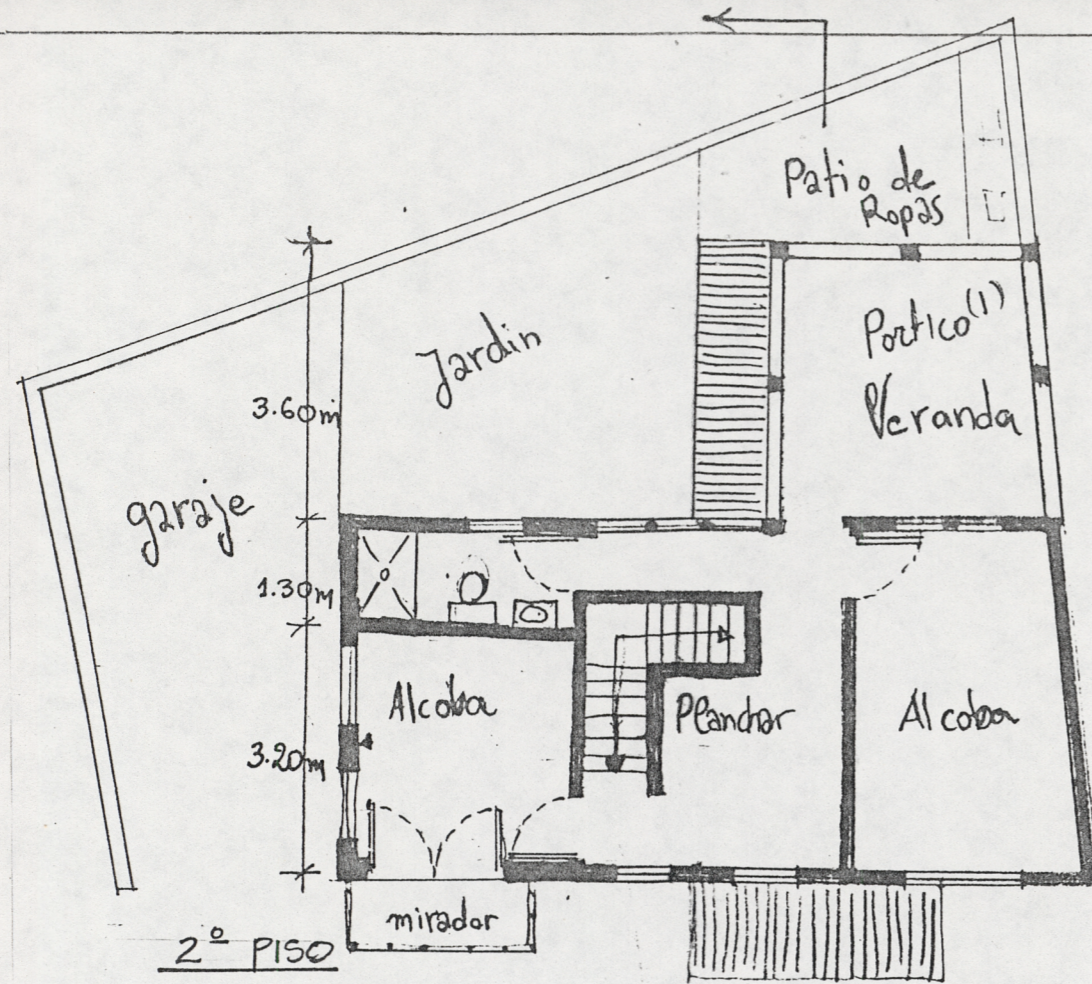 Patio de
Ropas
Jardin
Portico(1)
Veranda
3.60m
garaje
1.30m
Alcoba
Planchar
Alcoba
3.20m
mirador
2º PISO